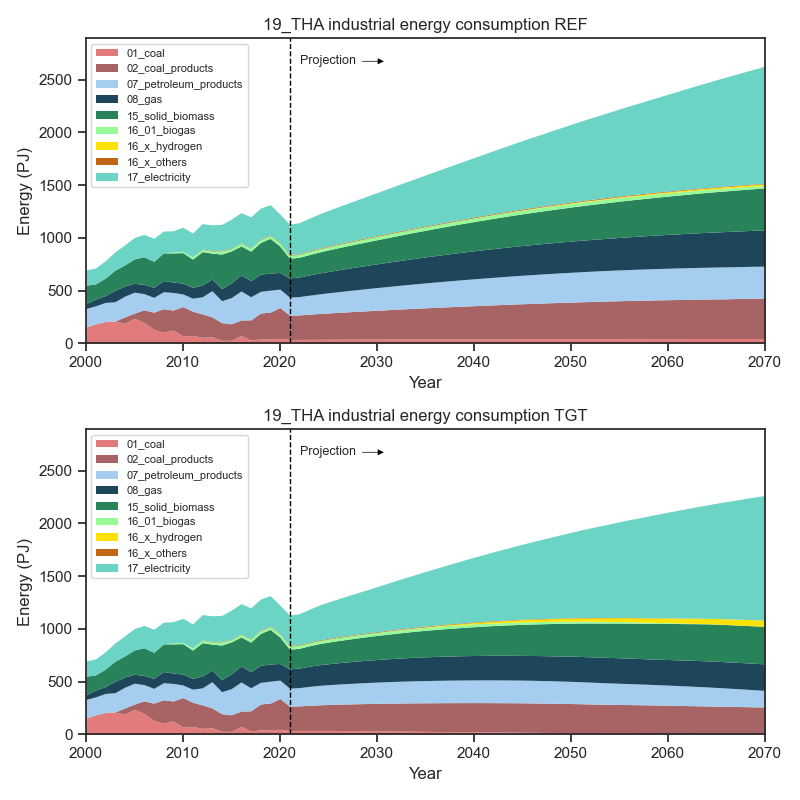 19_THA industrial energy consumption REF
01_coal
02_coal_products
07_petroleum_products
08_gas
15_solid_biomass
16_01_biogas
16_x_hydrogen
16_x_others
17_electricity
Projection
Energy (PJ)
2500
2000
1500
1000
500
0
2000 2010 2020 2030 2040 2050 2060 2070
Year
19_THA industrial energy consumption TGT
01_coal
02_coal_products
07_petroleum_products
08_gas
15_solid_biomass
16_01_biogas
16_x_hydrogen
16_x_others
17_electricity
Projection
Energy (PJ)
2500
2000
1500
1000
500
0
2000 2010 2020 2030 2040 2050 2060 2070
Year